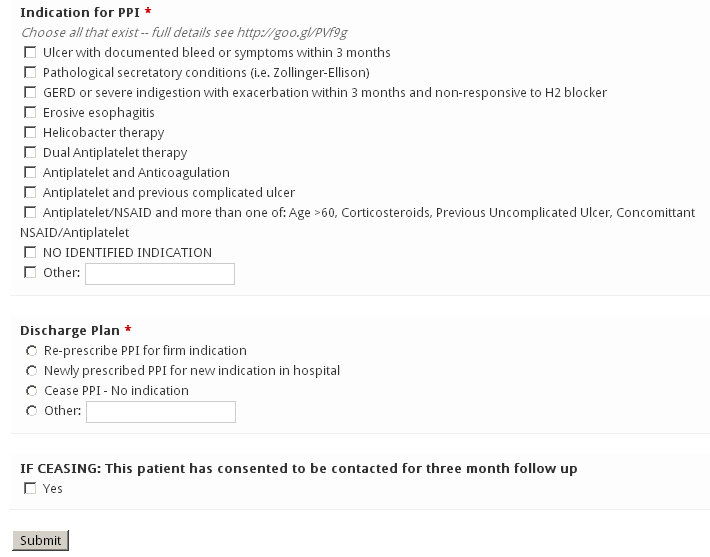 Indication for PPI *
Choose all that exist -- full details see http://goo.gl/PVf9g
Ulcer with documented bleed or symptoms within 3 months
Pathological secretatory conditions (i.e. Zollinger-Ellison)
GERD or severe indigestion with exacerbation within 3 months and non-responsive to H2 blocker
Erosive esophagitis
Helicobacter therapy
Dual Antiplatelet therapy
Antiplatelet and Anticoagulation
Antiplatelet and previous complicated ulcer
Antiplatelet/NSAID and more than one of: Age >60, Corticosteroids, Previous Uncomplicated Ulcer, Concomittant
NSAID/Antiplatelet
NO IDENTIFIED INDICATION
Other:
Discharge Plan *
Re-prescribe PPI for firm indication
Newly prescribed PPI for new indication in hospital
Cease PPI - No indication
Other:
IF CEASING: This patient has consented to be contacted for three month follow up
Yes
Submit